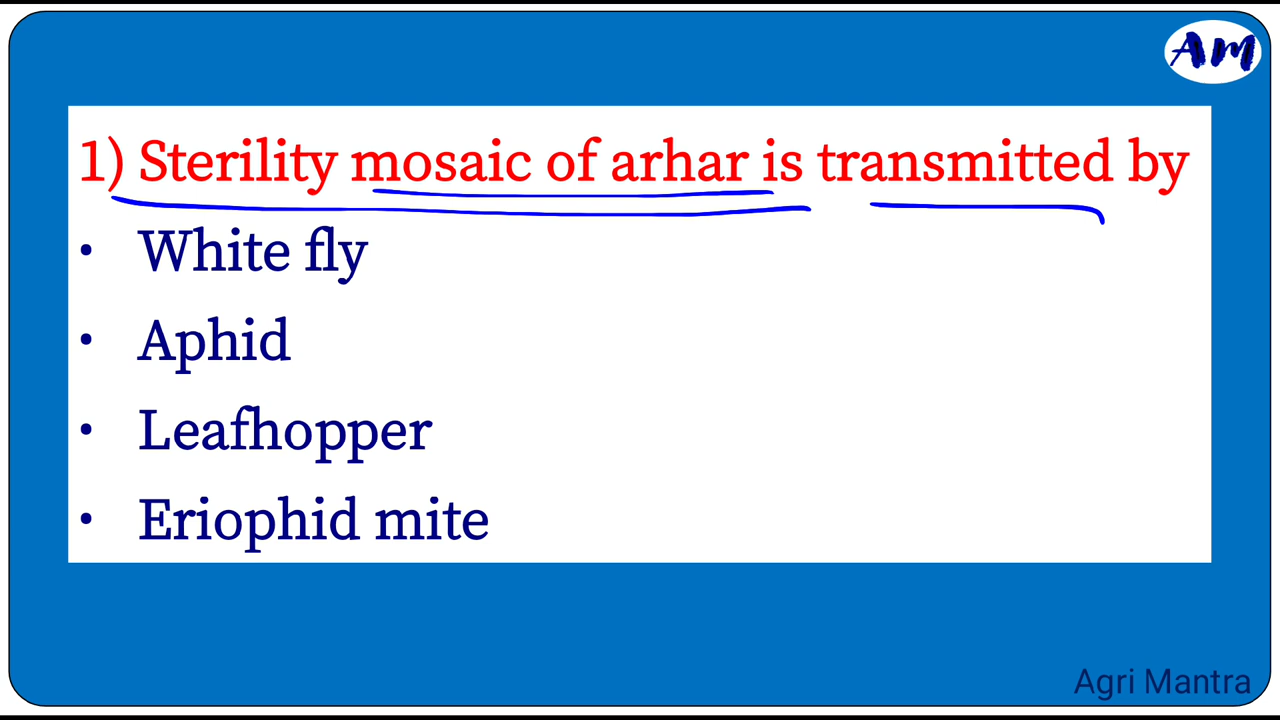 AM
1) Sterility mosaic of arhar is transmitted by
• White fly
• Aphid
• Leafhopper
• Eriophid mite
Agri Mantra